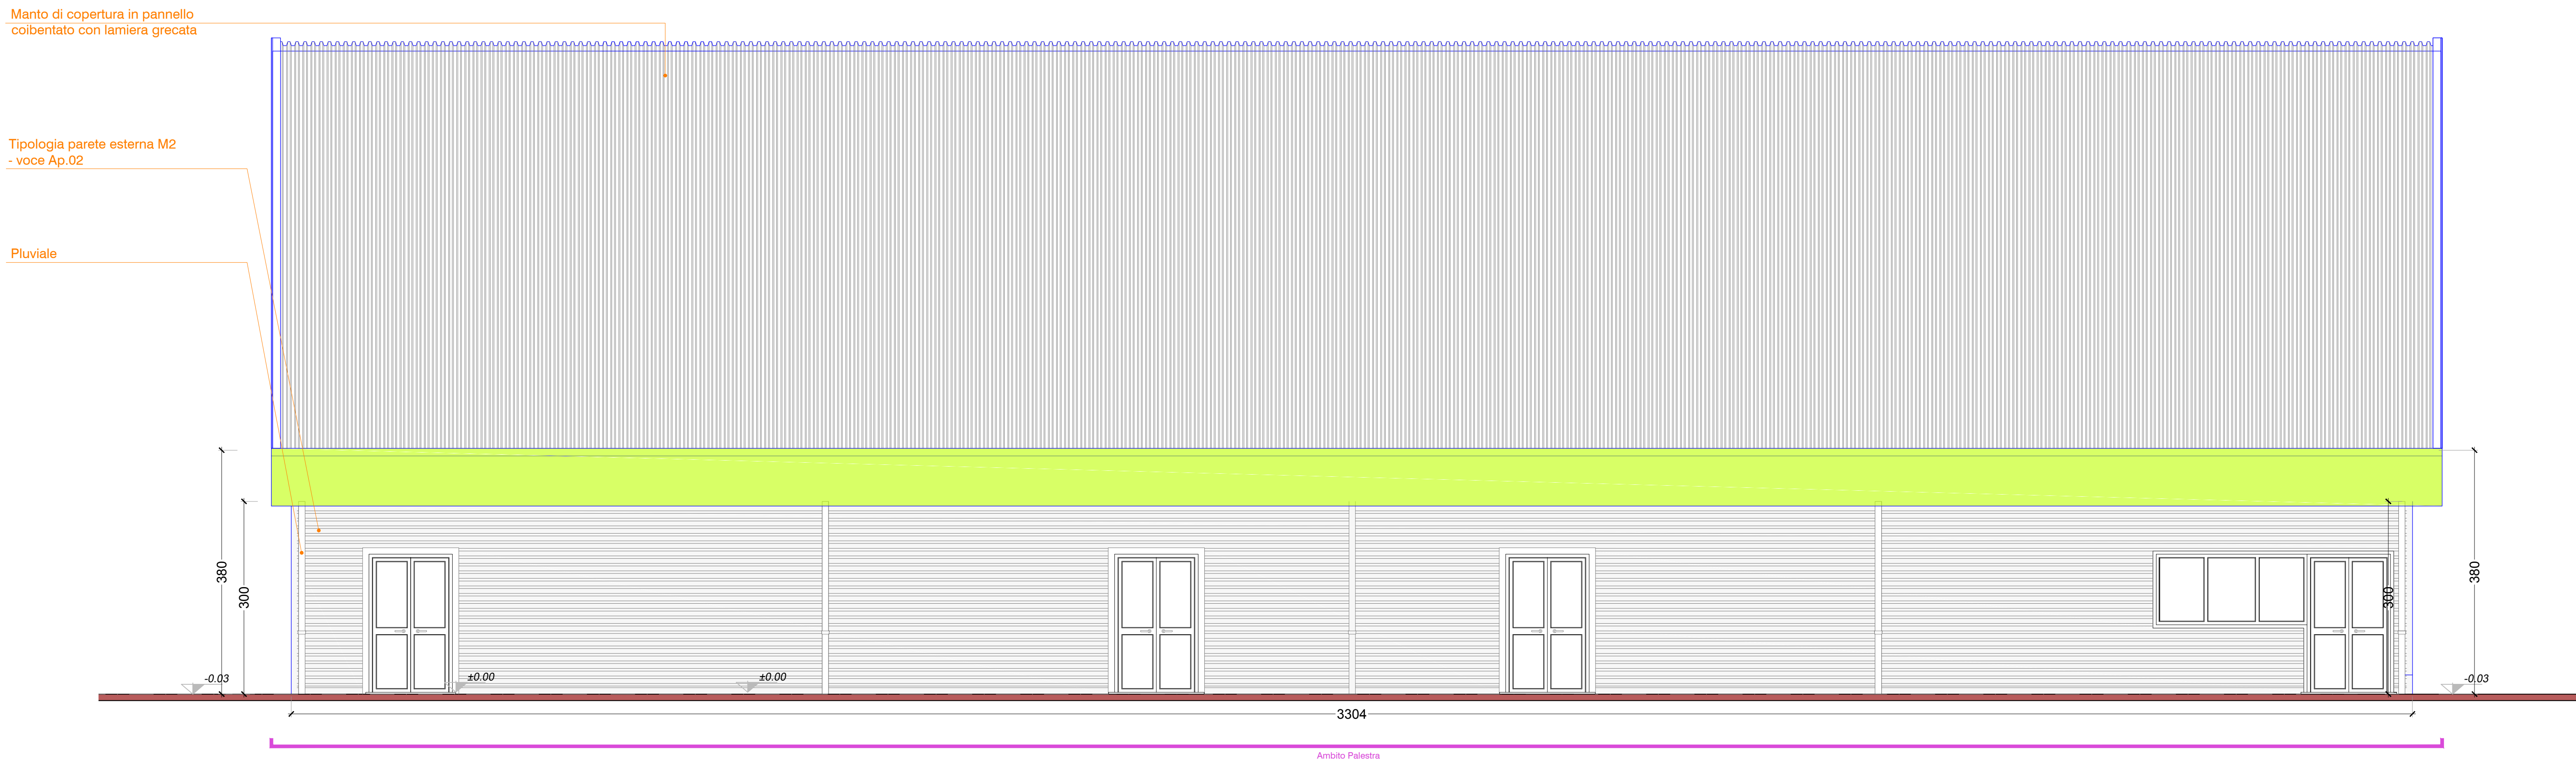 Manto di copertura in pannello
coibentato con lamiera grecata
Tipologia parete esterna M2
- voce Ap.02
Pluviale
380
300
380
300
-0.03
±0.00
±0.00
-0.03
3304
Ambito Palestra